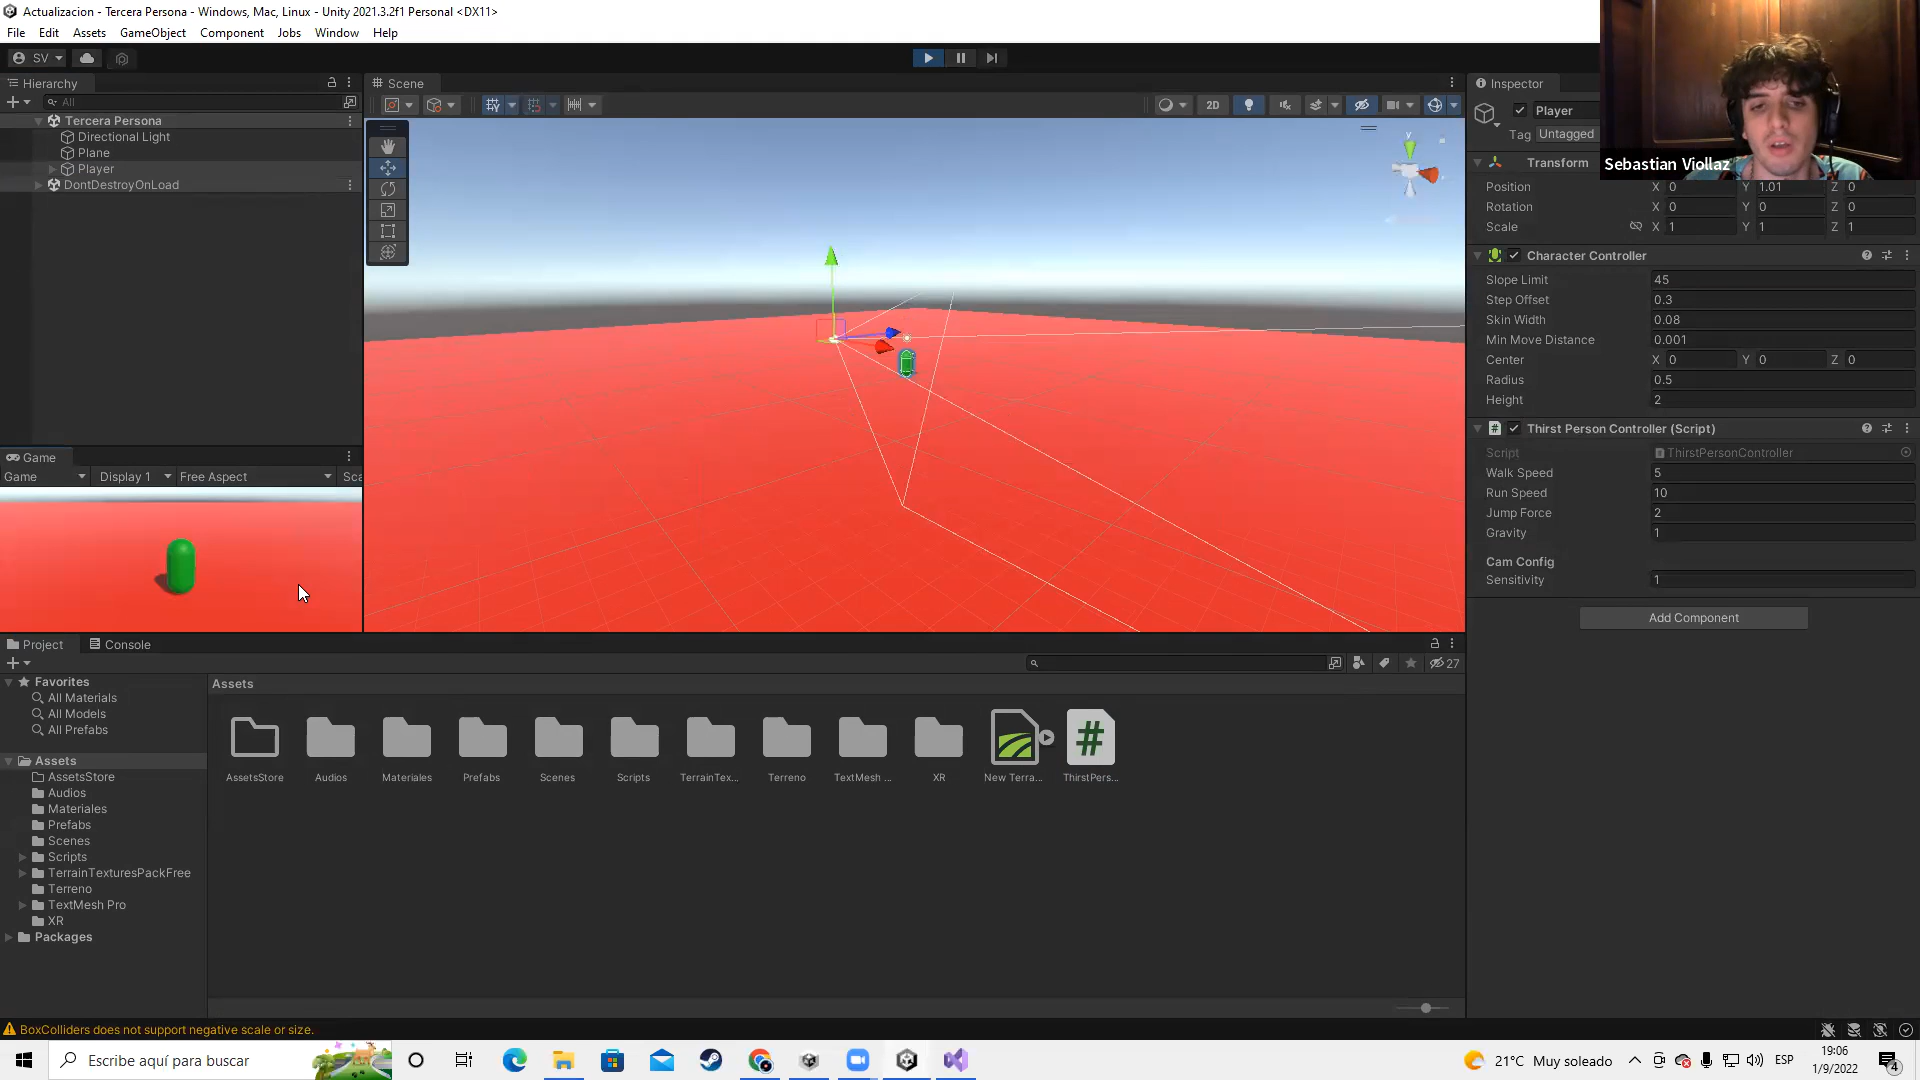 Actualizacion - Tercera Persona - Windows, Mac, Linux - Unity 2021.3.2f1 Personal <DX11>
File Edit Assets GameObject Component Jobs Window Help
SV
Hierarchy
All
Tercera Persona
Directional Light
Plane
Player
DontDestroyOnLoad
Scene
2D
Y
Game
Game Display 1 Free Aspect Sca
Inspector
Player
Tag Untagged
Sebastian Viollaz
Transform
Position X 0 Y 1.01 Z 0
Rotation X 0 Y 0 Z 0
Scale X 1 Y 1 Z 1
Character Controller
Slope Limit 45
Step Offset 0.3
Skin Width 0.08
Min Move Distance 0.001
Center X 0 Y 0 Z 0
Radius 0.5
Height 2
Thirst Person Controller (Script)
Script ThirstPersonController
Walk Speed 5
Run Speed 10
Jump Force 2
Gravity 1
Cam Config
Sensitivity 1
Add Component
Project Console
27
Favorites
All Materials
All Models
All Prefabs
Assets
AssetsStore
Audios
Materiales
Prefabs
Scenes
Scripts
TerrainTexturesPackFree
Terreno
TextMesh Pro
XR
Packages
Assets
AssetsStore Audios Materiales Prefabs Scenes Scripts TerrainTex... Terreno TextMesh ... XR New Terra... ThirstPers...
BoxColliders does not support negative scale or size.
Escribe aquí para buscar
21°C Muy soleado
ESP
19:06
1/9/2022
4